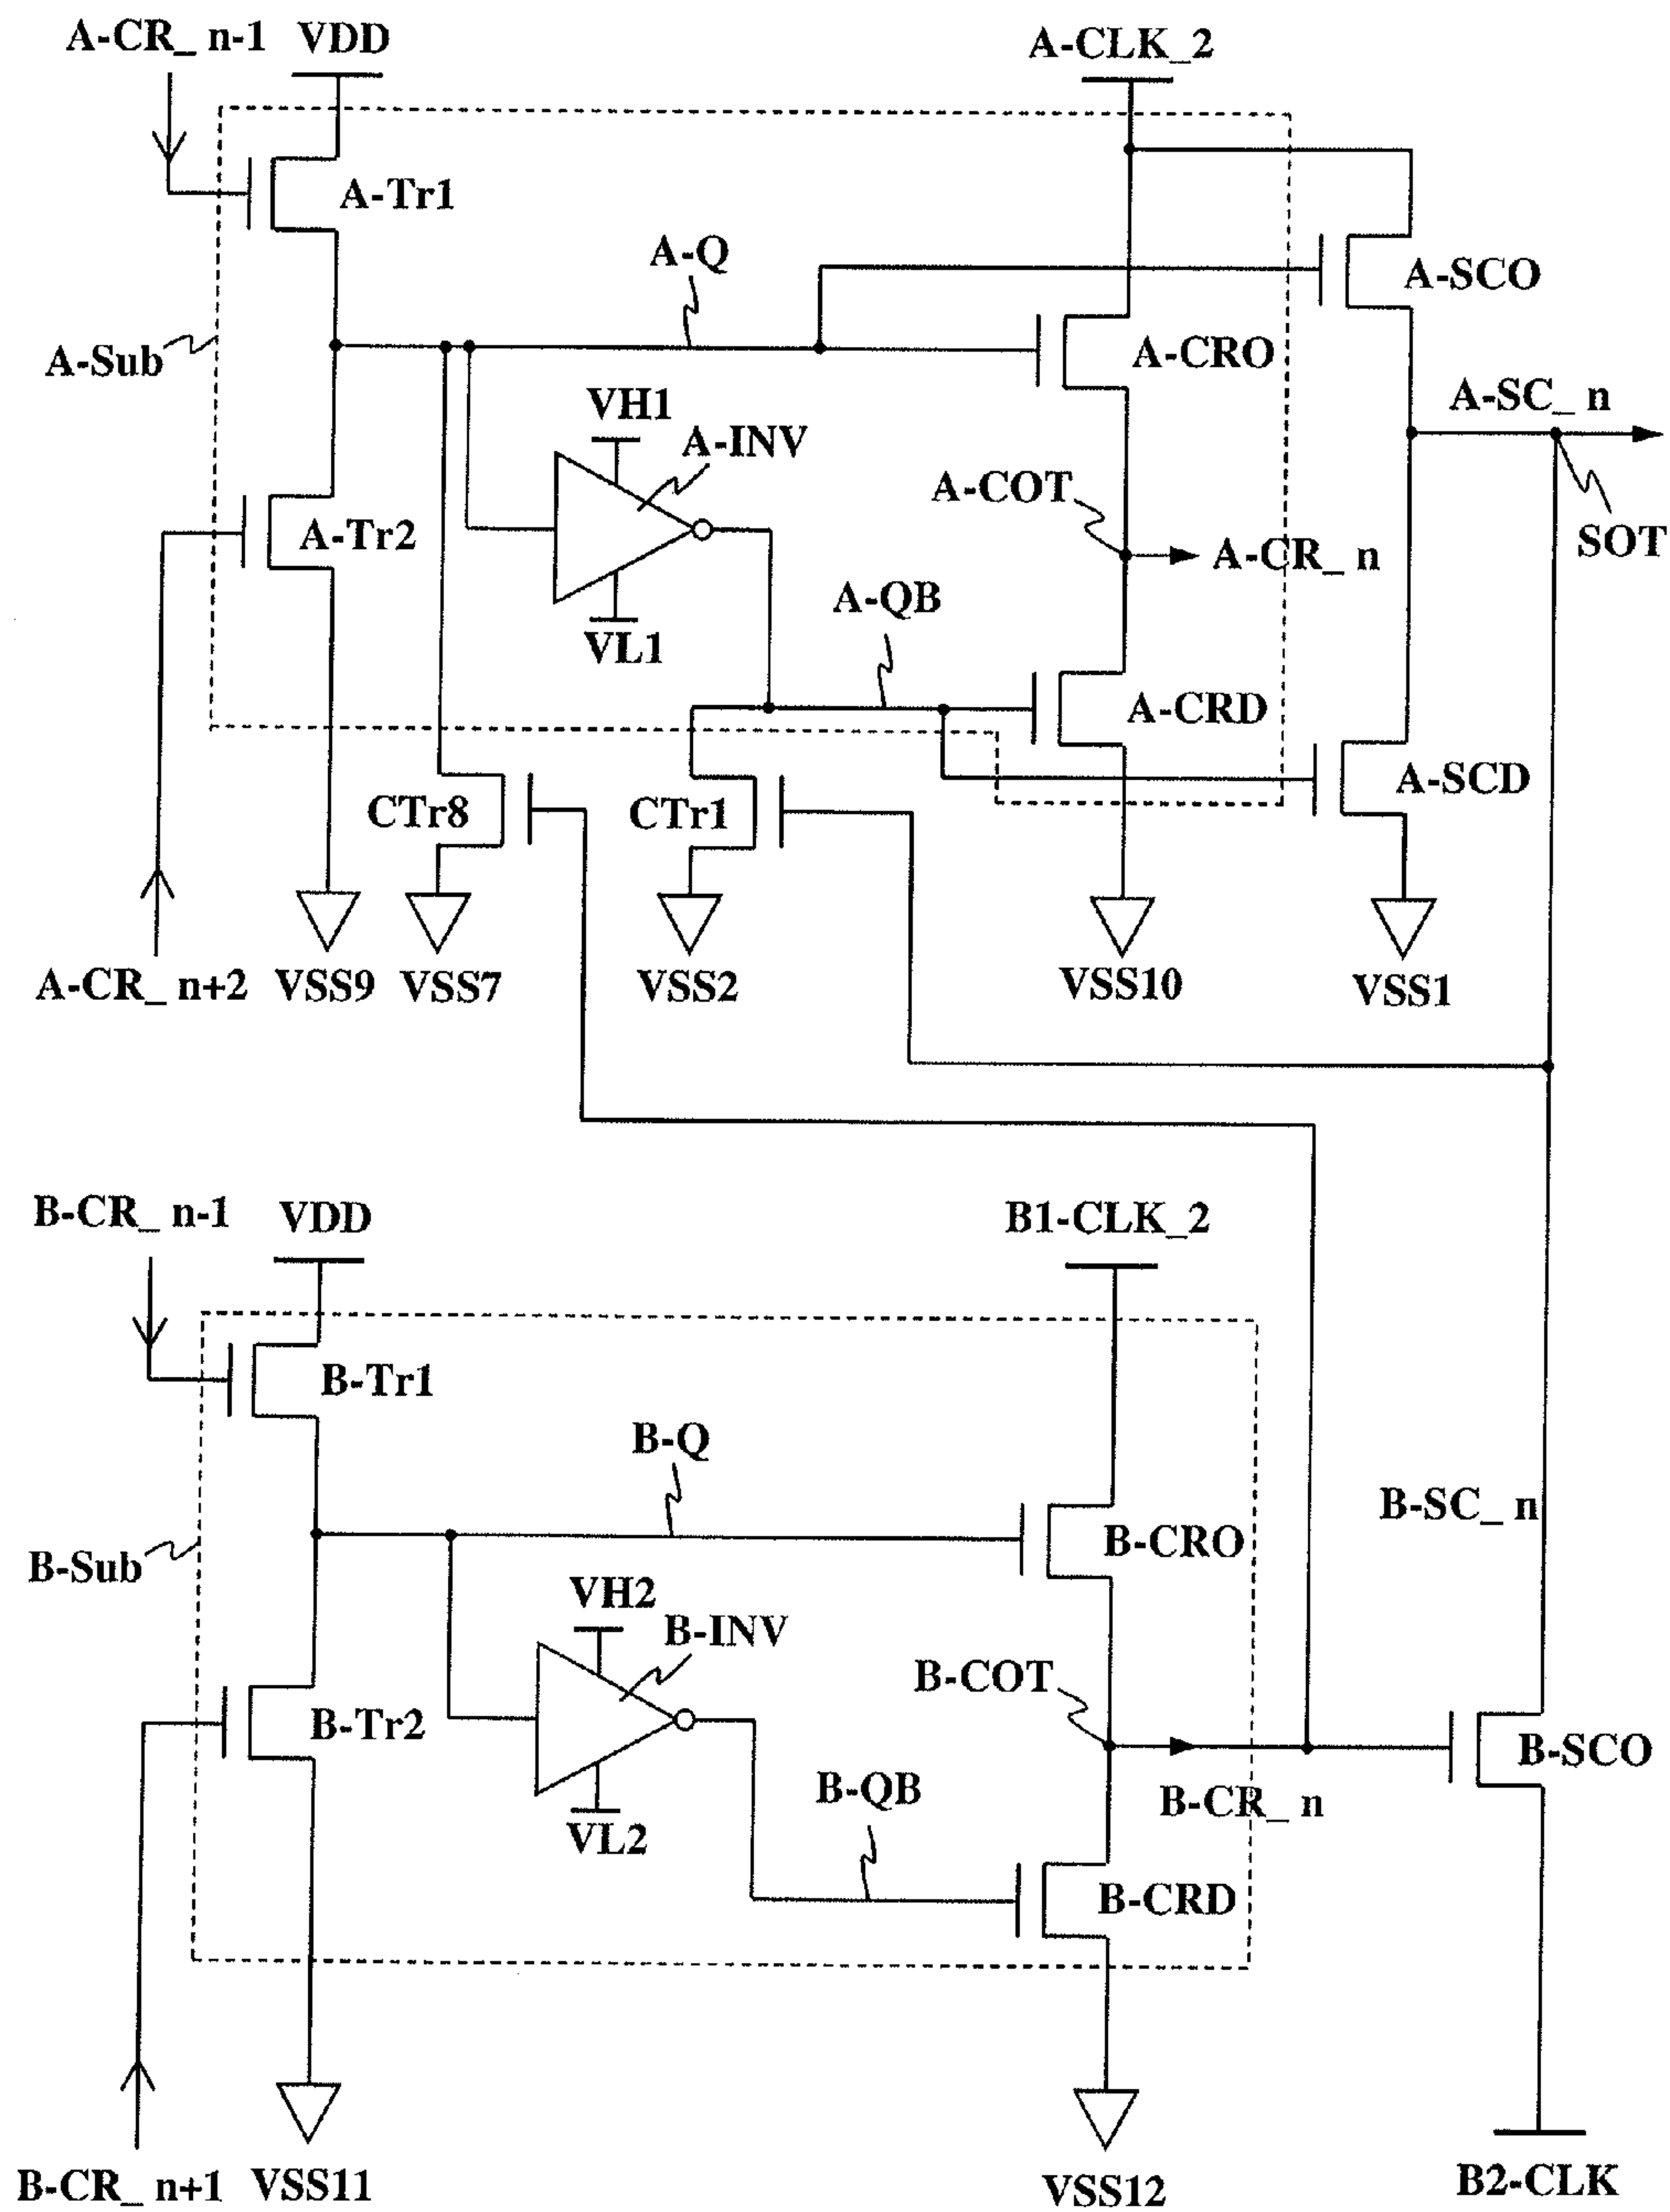 A-CR_ n-1
VDD
A-CLK_2
A-Tr1
A-Q
A-SCO
A-Sub
A-CRO
VH1
A-INV
A-SC_ n
A-COT
A-Tr2
SOT
A-CR_ n
A-QB
VL1
A-CRD
A-SCD
CTr8
CTr1
A-CR_ n+2
VSS9
VSS7
VSS2
VSS10
VSS1
B-CR_ n-1
VDD
B1-CLK_2
B-Tr1
B-Q
B-SC_ n
B-Sub
B-CRO
VH2
B-INV
B-COT
B-Tr2
B-SCO
B-QB
B-CR_ n
VL2
B-CRD
B-CR_ n+1
VSS11
VSS12
B2-CLK